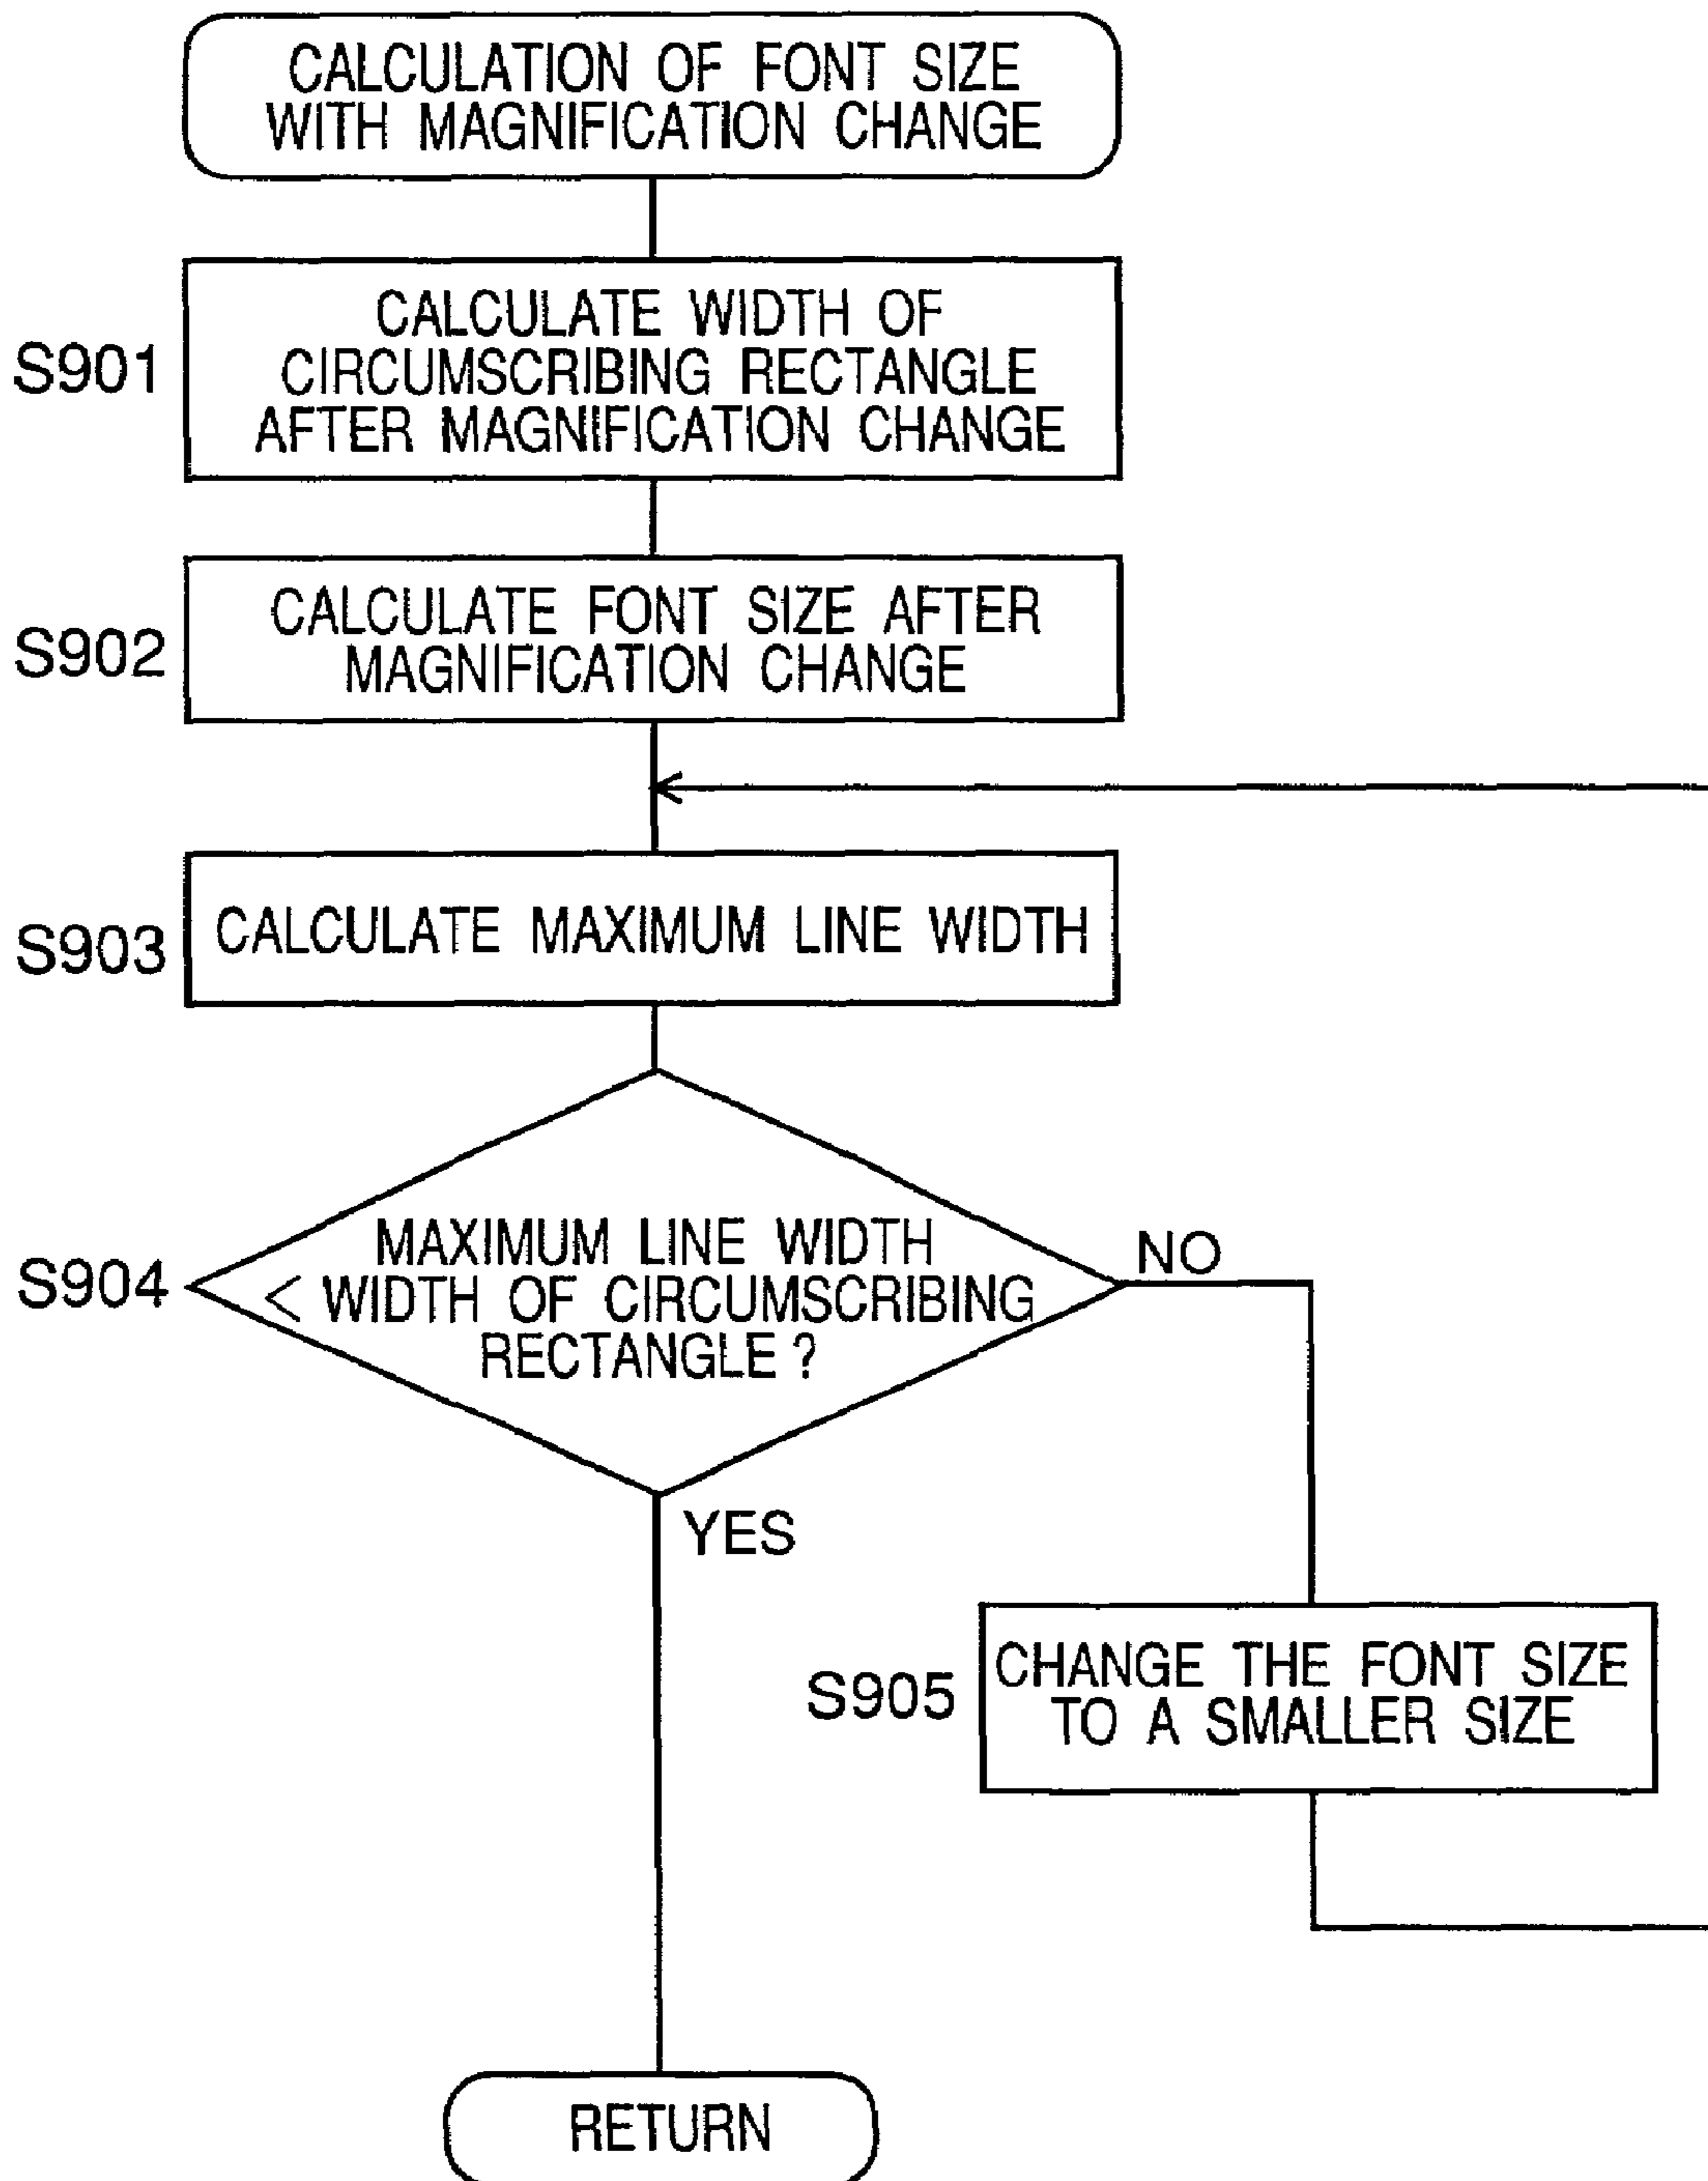 CALCULATION OF FONT SIZE
WITH MAGNIFICATION CHANGE
S901
CALCULATE WIDTH OF
CIRCUMSCRIBING RECTANGLE
AFTER MAGNIFICATION CHANGE
S902
CALCULATE FONT SIZE AFTER
MAGNIFICATION CHANGE
S903
CALCULATE MAXIMUM LINE WIDTH
S904
MAXIMUM LINE WIDTH
< WIDTH OF CIRCUMSCRIBING
RECTANGLE ?
NO
YES
S905
CHANGE THE FONT SIZE
TO A SMALLER SIZE
RETURN